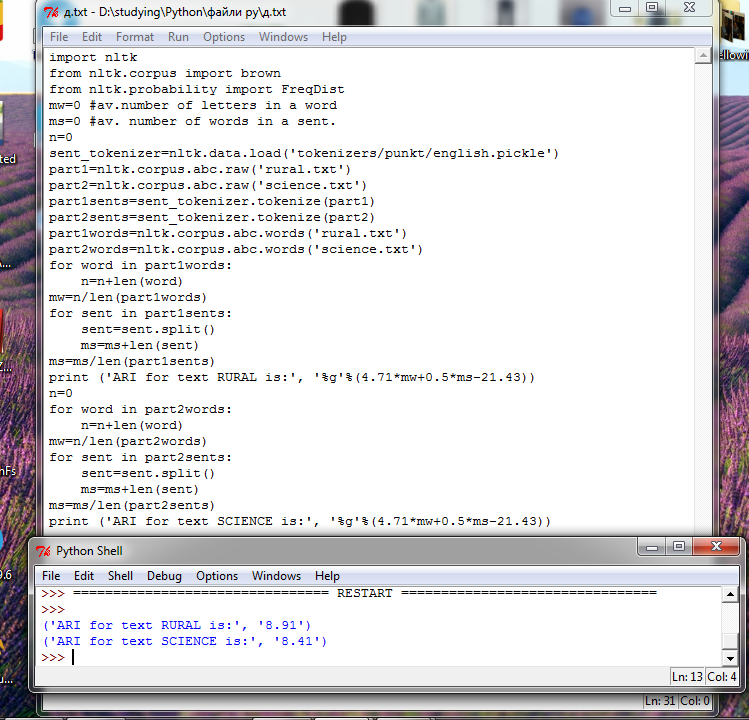 д.txt - D:\studying\Python\файли ру\д.txt
File Edit Format Run Options Windows Help
import nltk
from nltk.corpus import brown
from nltk.probability import FreqDist
mw=0 #av.number of letters in a word
ms=0 #av. number of words in a sent.
n=0
sent_tokenizer=nltk.data.load('tokenizers/punkt/english.pickle')
part1=nltk.corpus.abc.raw('rural.txt')
part2=nltk.corpus.abc.raw('science.txt')
part1sents=sent_tokenizer.tokenize(part1)
part2sents=sent_tokenizer.tokenize(part2)
part1words=nltk.corpus.abc.words('rural.txt')
part2words=nltk.corpus.abc.words('science.txt')
for word in part1words:
    n=n+len(word)
mw=n/len(part1words)
for sent in part1sents:
    sent=sent.split()
    ms=ms+len(sent)
ms=ms/len(part1sents)
print ('ARI for text RURAL is:', '%g'%(4.71*mw+0.5*ms-21.43))
n=0
for word in part2words:
    n=n+len(word)
mw=n/len(part2words)
for sent in part2sents:
    sent=sent.split()
    ms=ms+len(sent)
ms=ms/len(part2sents)
print ('ARI for text SCIENCE is:', '%g'%(4.71*mw+0.5*ms-21.43))
Python Shell
File Edit Shell Debug Options Windows Help
>>> ================================ RESTART ================================
>>>
('ARI for text RURAL is:', '8.91')
('ARI for text SCIENCE is:', '8.41')
>>>
Ln: 13 Col: 4
Ln: 31 Col: 0